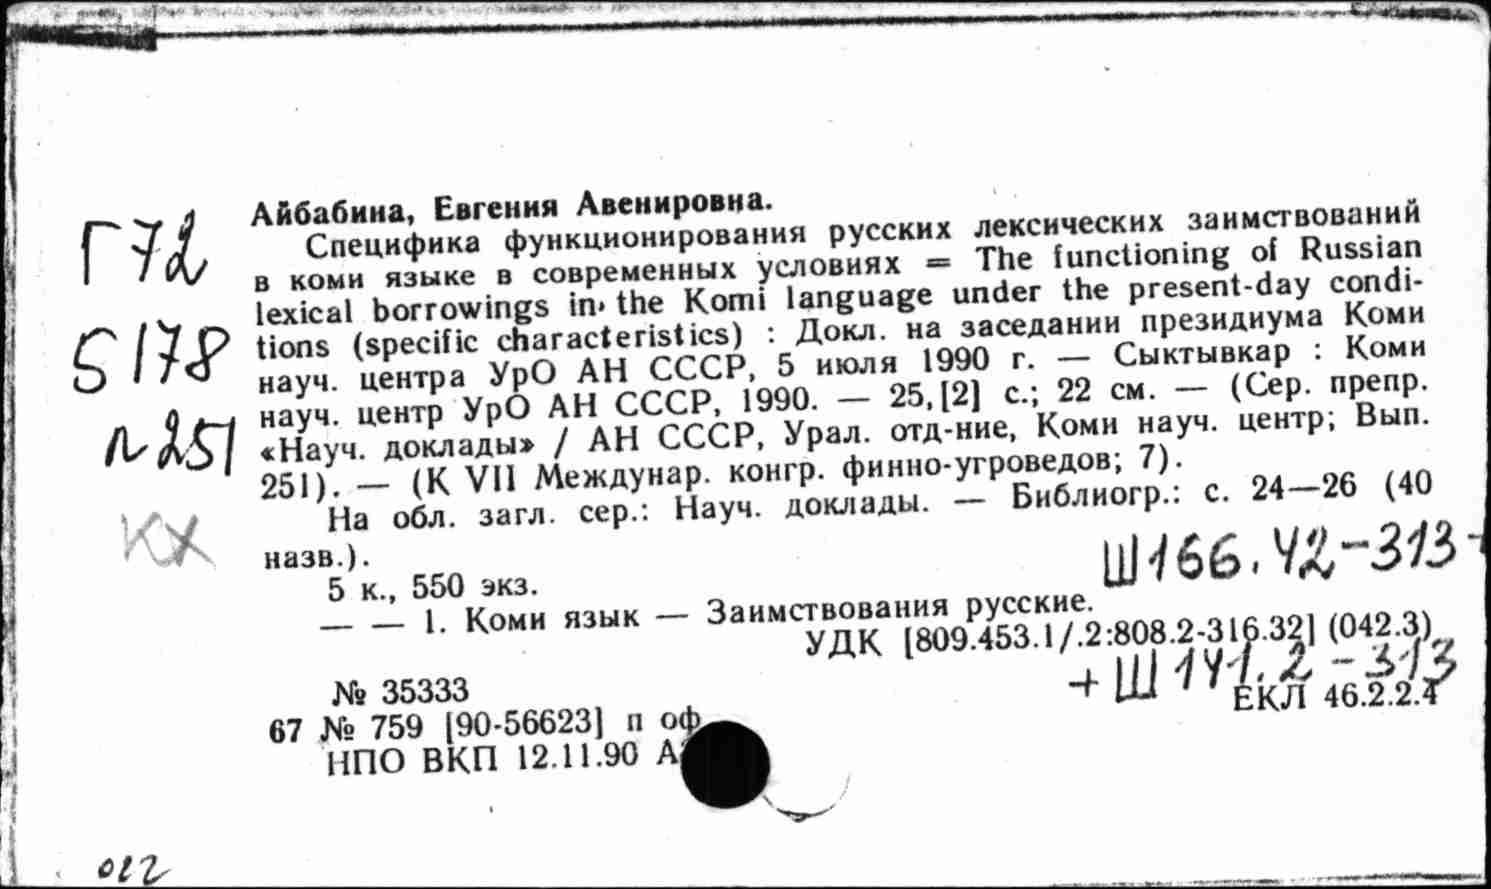 Айбабина, Евгения Авенировна.
Г72
Специфика функционирования русских лексических заимствований
в коми языке в современных условиях = The functioning of Russian
lexical borrowings in the Komi language under the present-day condi-
5178
tions (specific characteristics) : Докл. на заседании президиума Коми
науч. центра УрО АН СССР, 5 июля 1990 г. — Сыктывкар : Коми
науч. центр УрО АН СССР, 1990. — 25,[2] с.; 22 см. — (Сер. препр.
л251
«Науч. доклады» / АН СССР, Урал. отд-ние, Коми науч. центр; Вып.
251). — (К VII Междунар. конгр. финно-угроведов; 7).
На обл. загл. сер.: Науч. доклады. — Библиогр.: с. 24—26 (40
назв.).
кх
Ш166.42-313
5 к., 550 экз.
— — 1. Коми язык — Заимствования русские.
УДК [809.453.1/.2:808.2-316.32] (042.3)
+ Ш141.2-313
№ 35333
ЕКЛ 46.2.2.4
67 № 759 [90-56623] п оф
НПО ВКП 12.11.90 А